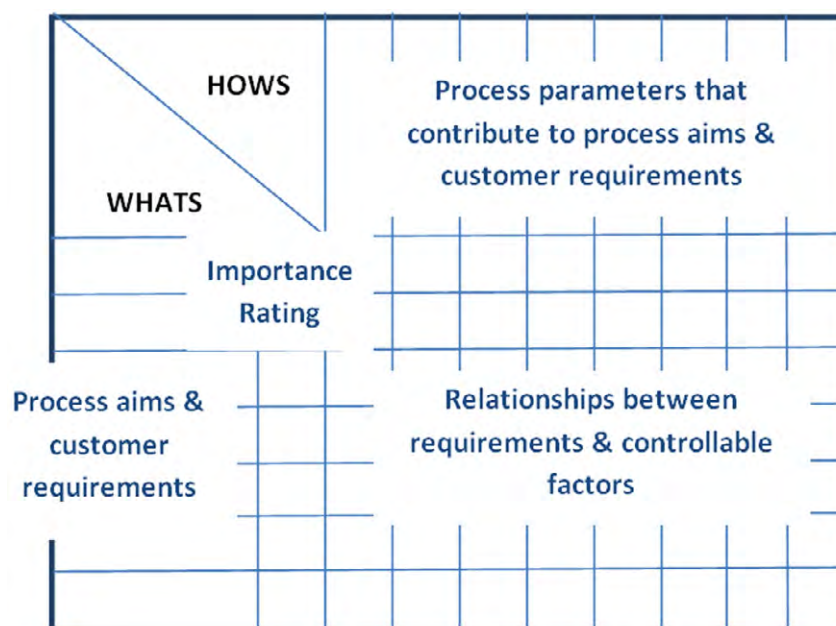 HOWS
Process parameters that
contribute to process aims &
customer requirements
WHATS
Importance
Rating
Process aims &
customer
requirements
Relationships between
requirements & controllable
factors